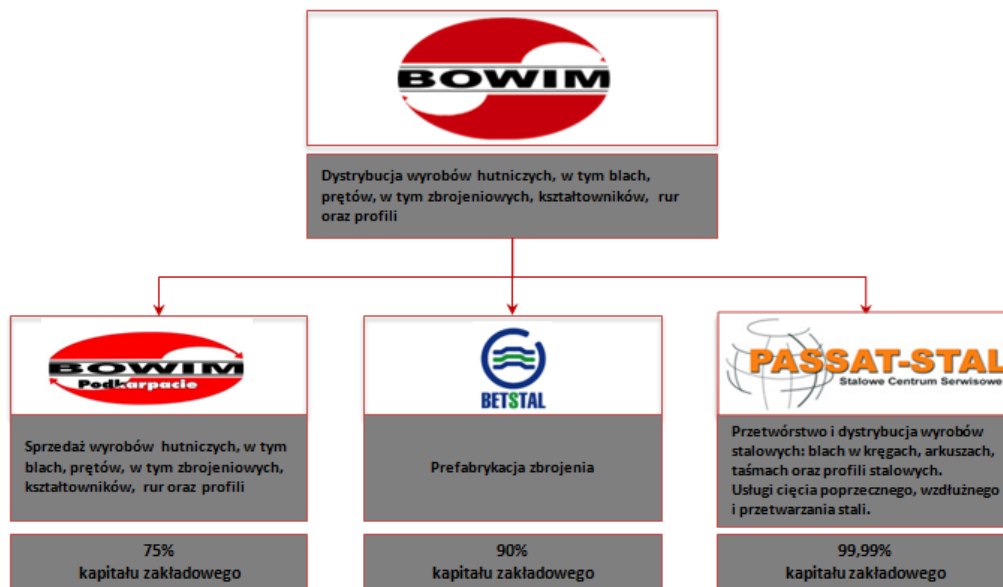 BOWIM
Dystrybucja wyrobów hutniczych, w tym blach,
prętów, w tym zbrojeniowych, kształtowników, rur
oraz profili
BOWIM
Podkarpacie
Sprzedaż wyrobów hutniczych, w tym
blach, prętów, w tym zbrojeniowych,
kształtowników, rur oraz profili
75%
kapitału zakładowego
BETSTAL
Prefabrykacja zbrojenia
90%
kapitału zakładowego
PASSAT-STAL
Stalowe Centrum Serwisowe
Przetwórstwo i dystrybucja wyrobów
stalowych: blach w kręgach, arkuszach,
taśmach oraz profili stalowych.
Usługi cięcia poprzecznego, wzdłużnego
i przetwarzania stali.
99,99%
kapitału zakładowego